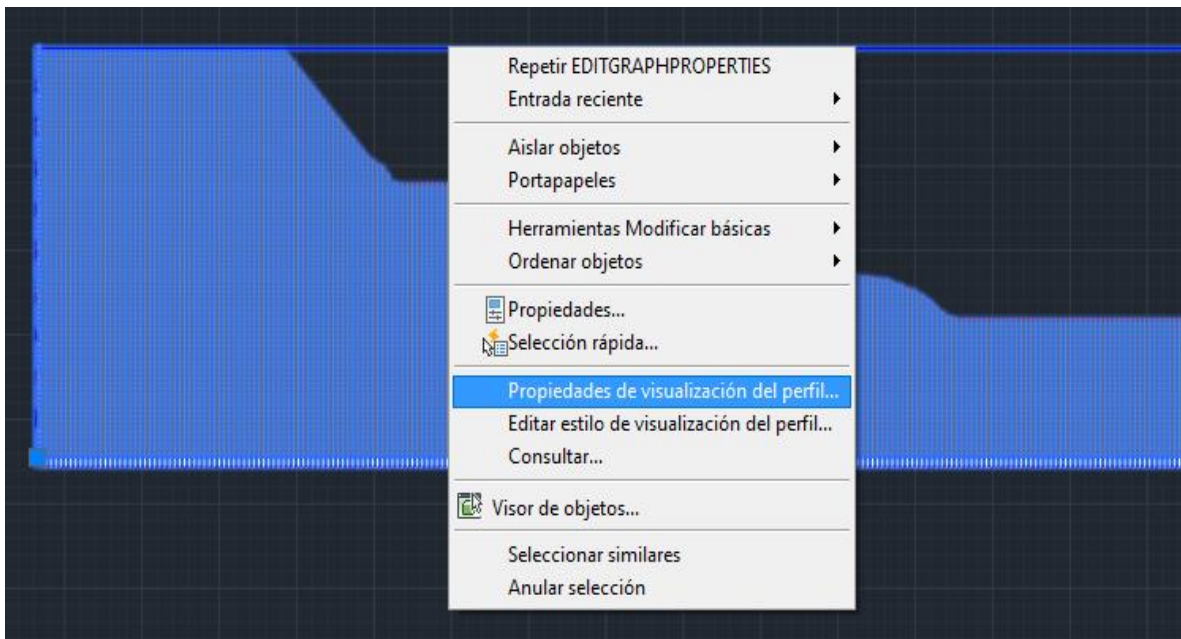 Repetir EDITGRAPHPROPERTIES
Entrada reciente
Aislar objetos
Portapapeles
Herramientas Modificar básicas
Ordenar objetos
Propiedades...
Selección rápida...
Propiedades de visualización del perfil...
Editar estilo de visualización del perfil...
Consultar...
Visor de objetos...
Seleccionar similares
Anular selección